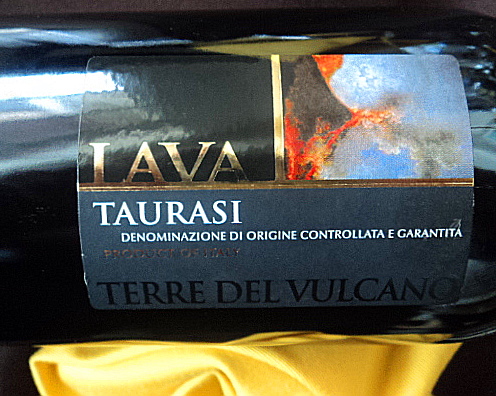 LAVA
TAURASI
DENOMINAZIONE DI ORIGINE CONTROLLATA E GARANTITA
PRODUCT OF ITALY
TERRE DEL VULCANO